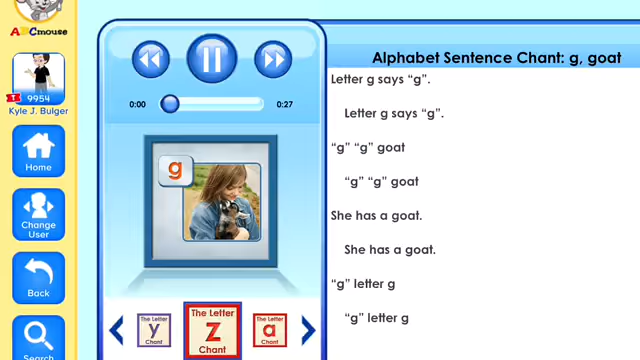 ABCmouse
1 9954
Kyle J. Bulger
Home
Change
User
Back
Search
0:00
0:27
g
The Letter
y
Chant
The Letter
z
Chant
The Letter
a
Chant
Alphabet Sentence Chant: g, goat
Letter g says “g”.
Letter g says “g”.
“g” “g” goat
“g” “g” goat
She has a goat.
She has a goat.
“g” letter g
“g” letter g